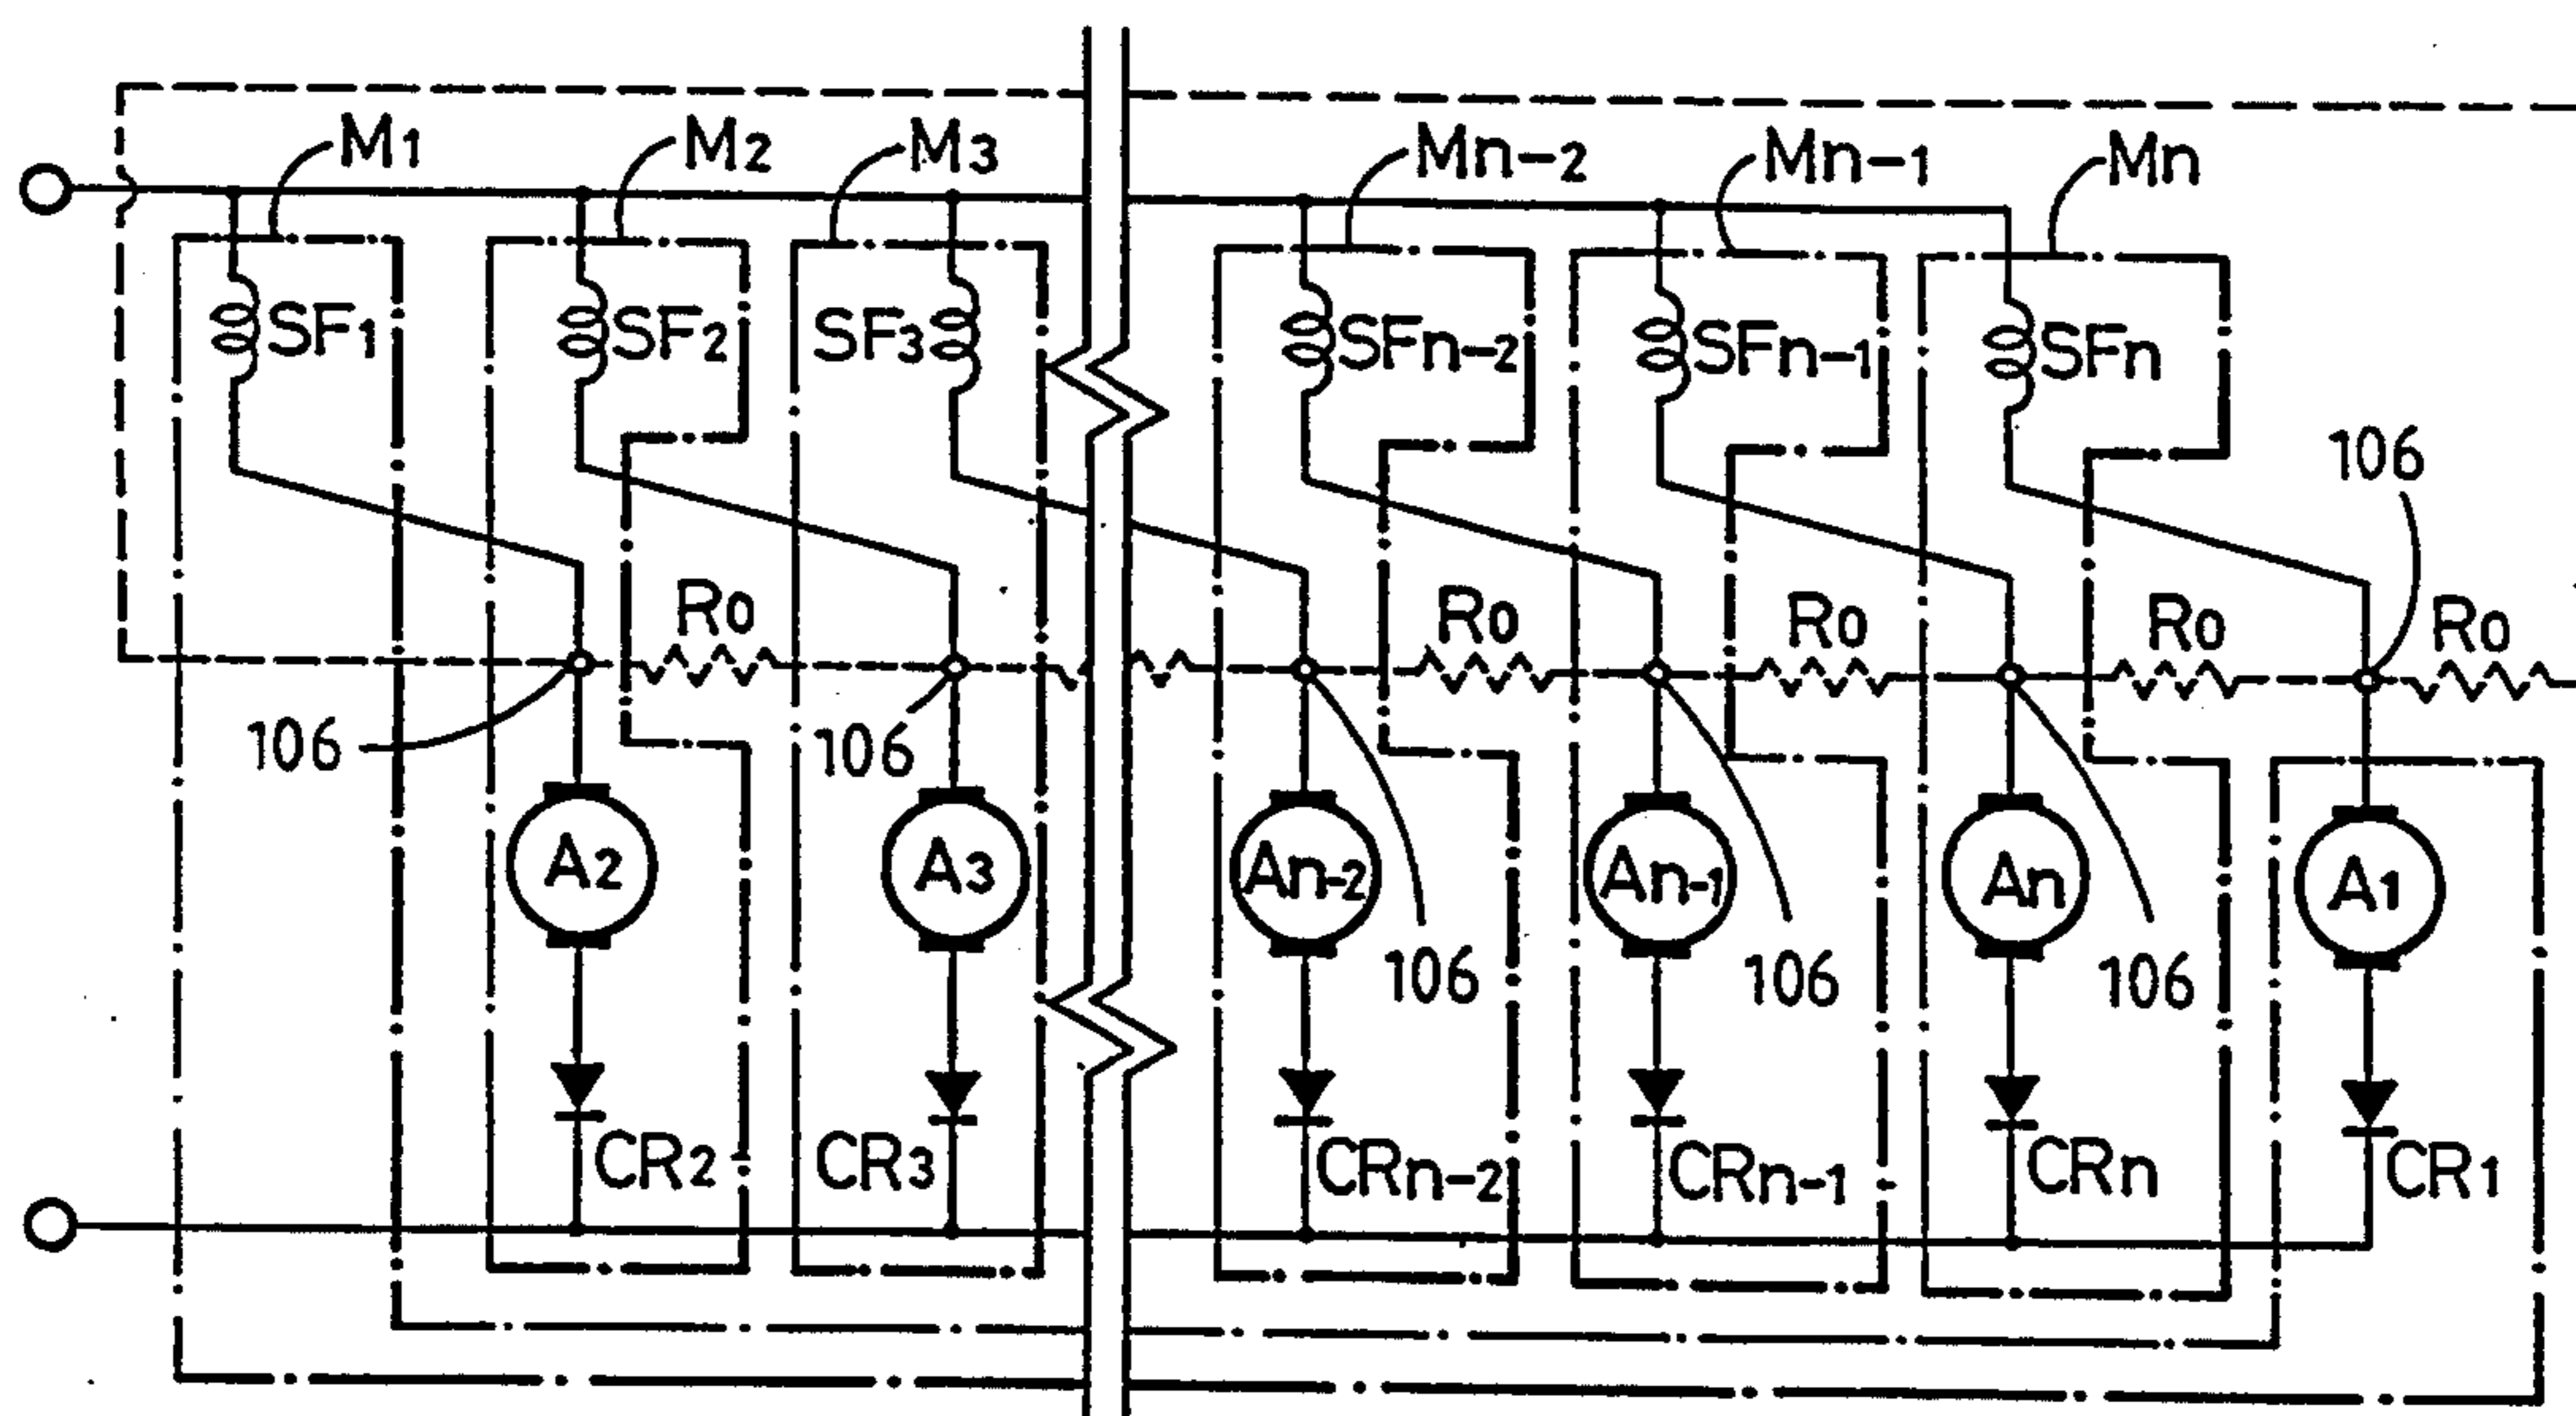 M1 M2 M3 Mn-2 Mn-1 Mn
SF1 SF2 SF3 SFn-2 SFn-1 SFn
106
R0 R0 R0 R0 R0
106 106
A2 A3 An-2 An-1 An A1
106 106 106
CR2 CR3 CRn-2 CRn-1 CRn CR1